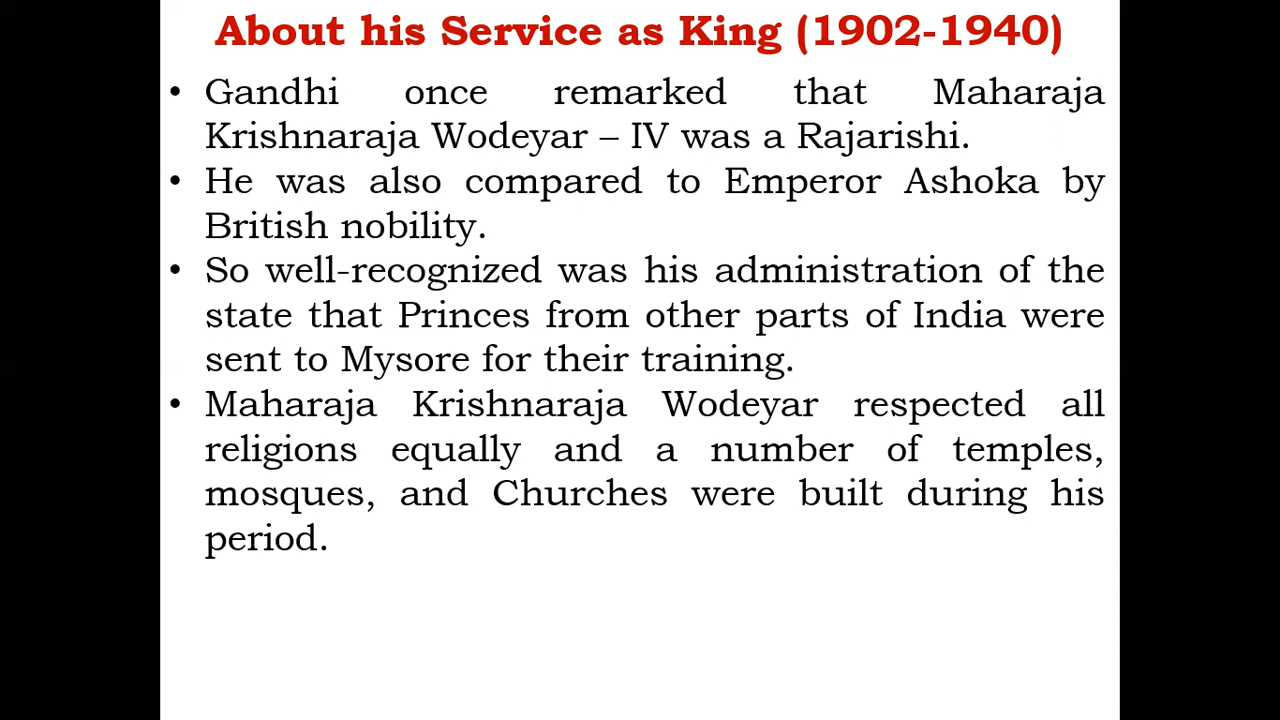 About his Service as King (1902-1940)
• Gandhi once remarked that Maharaja
Krishnaraja Wodeyar – IV was a Rajarishi.
• He was also compared to Emperor Ashoka by
British nobility.
• So well-recognized was his administration of the
state that Princes from other parts of India were
sent to Mysore for their training.
• Maharaja Krishnaraja Wodeyar respected all
religions equally and a number of temples,
mosques, and Churches were built during his
period.